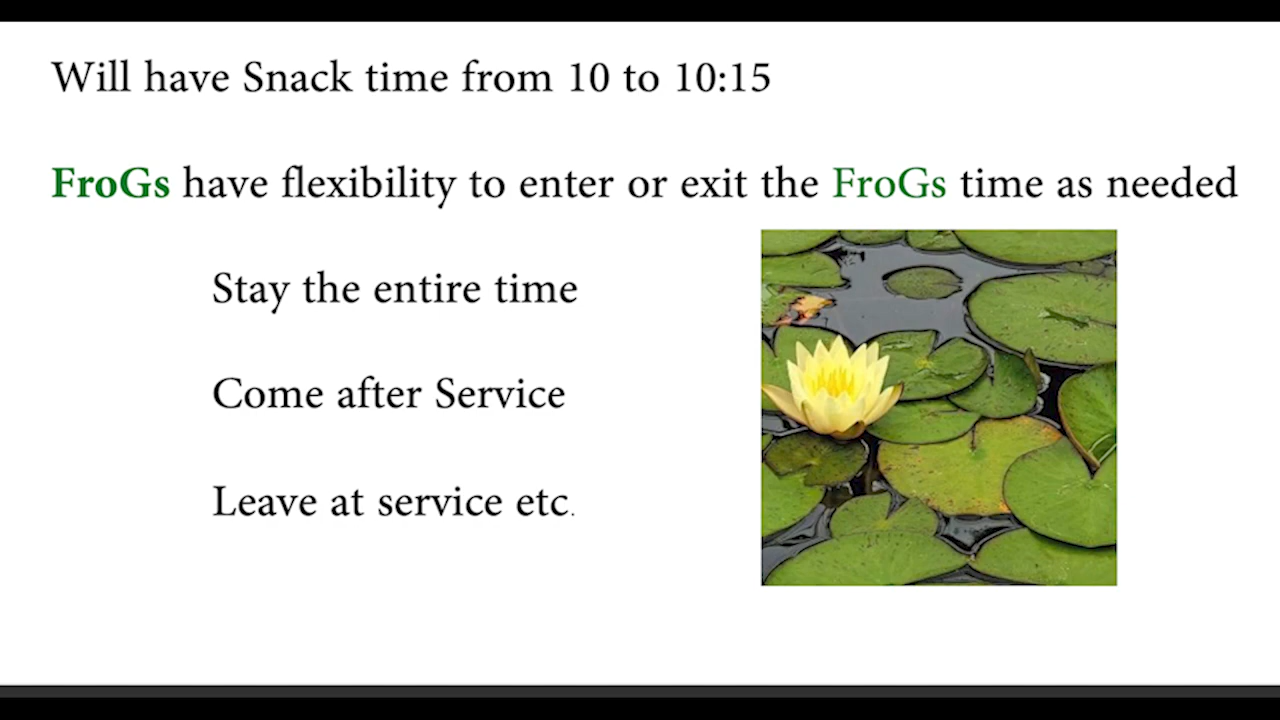 Will have Snack time from 10 to 10:15
FroGs have flexibility to enter or exit the FroGs time as needed
Stay the entire time
Come after Service
Leave at service etc.